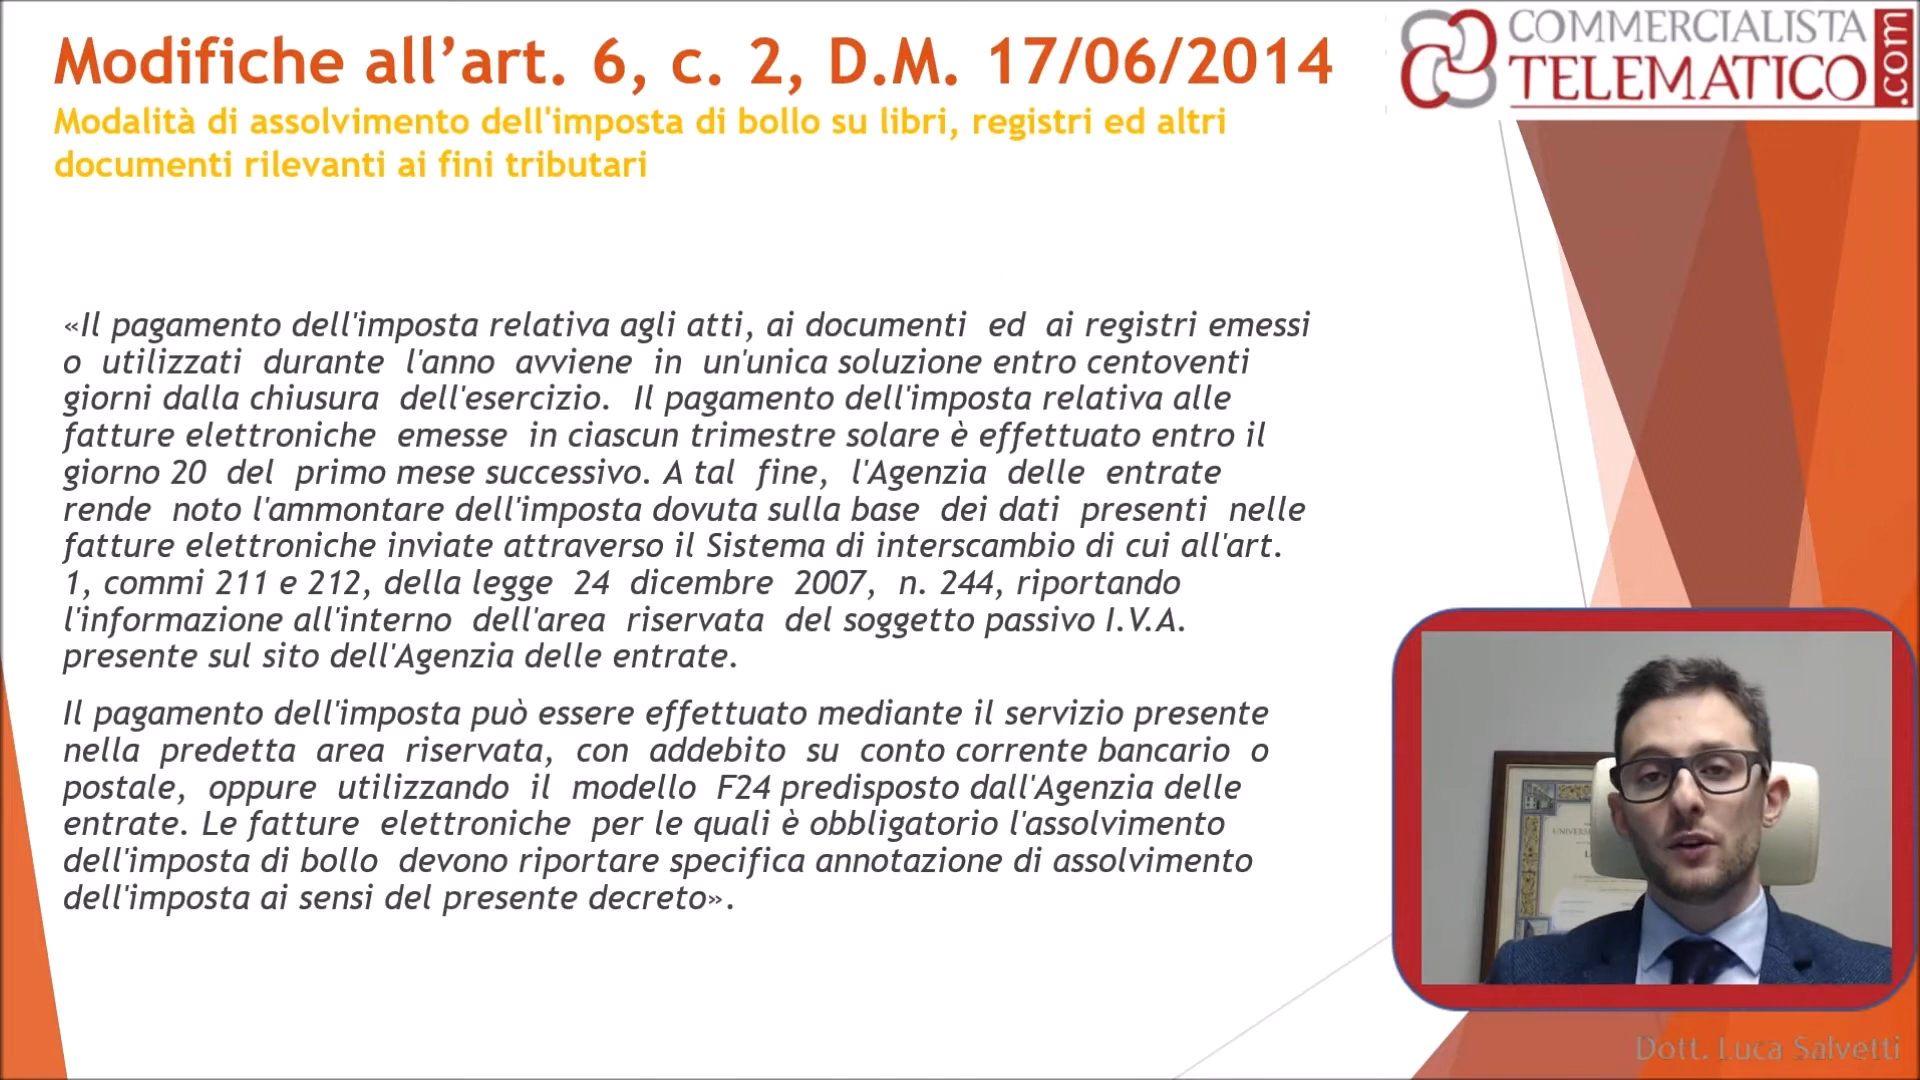 Modifiche all’art. 6, c. 2, D.M. 17/06/2014
Modalità di assolvimento dell'imposta di bollo su libri, registri ed altri
documenti rilevanti ai fini tributari
COMMERCIALISTA
TELEMATICO
.com
«Il pagamento dell'imposta relativa agli atti, ai documenti ed ai registri emessi
o utilizzati durante l'anno avviene in un'unica soluzione entro centoventi
giorni dalla chiusura dell'esercizio. Il pagamento dell'imposta relativa alle
fatture elettroniche emesse in ciascun trimestre solare è effettuato entro il
giorno 20 del primo mese successivo. A tal fine, l'Agenzia delle entrate
rende noto l'ammontare dell'imposta dovuta sulla base dei dati presenti nelle
fatture elettroniche inviate attraverso il Sistema di interscambio di cui all'art.
1, commi 211 e 212, della legge 24 dicembre 2007, n. 244, riportando
l'informazione all'interno dell'area riservata del soggetto passivo I.V.A.
presente sul sito dell'Agenzia delle entrate.
Il pagamento dell'imposta può essere effettuato mediante il servizio presente
nella predetta area riservata, con addebito su conto corrente bancario o
postale, oppure utilizzando il modello F24 predisposto dall'Agenzia delle
entrate. Le fatture elettroniche per le quali è obbligatorio l'assolvimento
dell'imposta di bollo devono riportare specifica annotazione di assolvimento
dell'imposta ai sensi del presente decreto».
Dott. Luca Salvetti